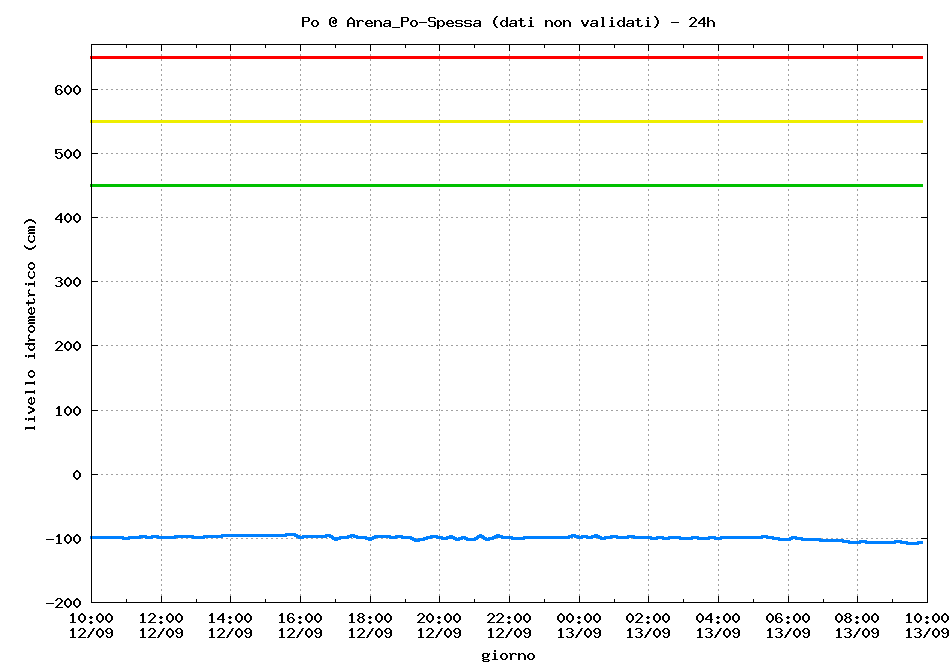 Po @ Arena_Po-Spessa (dati non validati) - 24h
livello idrometrico (cm)
600
500
400
300
200
100
0
-100
-200
10:00 12:00 14:00 16:00 18:00 20:00 22:00 00:00 02:00 04:00 06:00 08:00 10:00
12/09 12/09 12/09 12/09 12/09 12/09 12/09 13/09 13/09 13/09 13/09 13/09 13/09
giorno